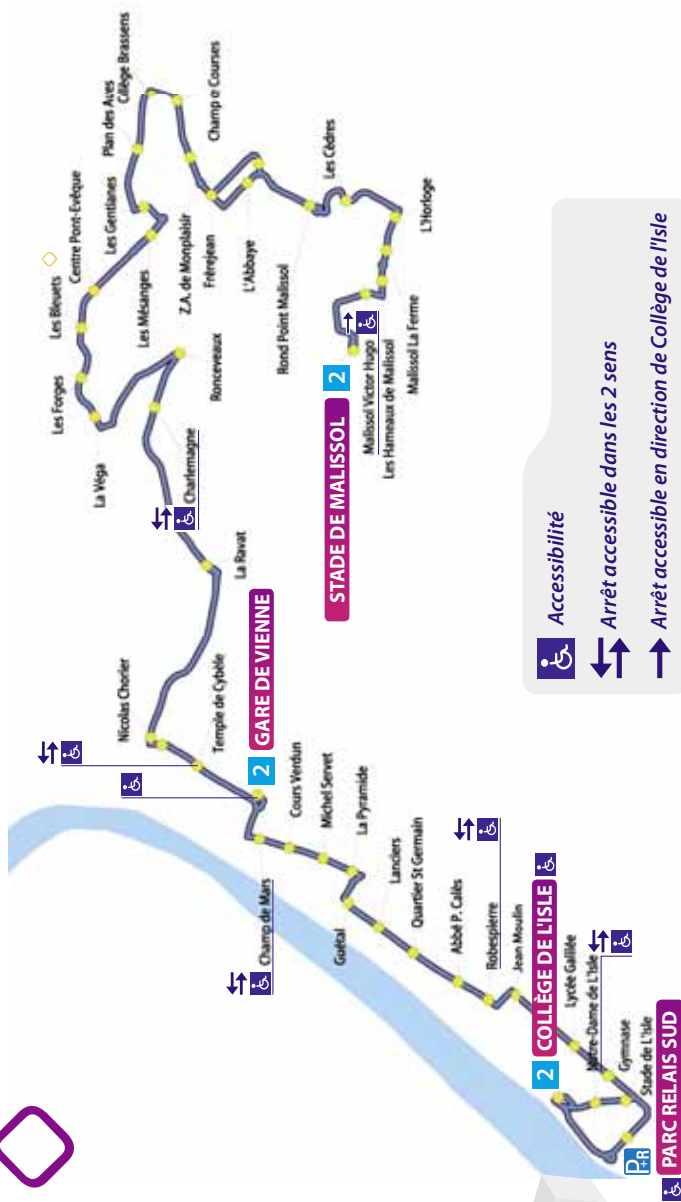 Cillège Brassens
Plan des Aves
Champ o Courses
Centre Pont-Evêque
Les Gentianes
Les Bleuets
Les Mésanges
Z.A. de Monplaisir
Frèrejean
L'Abbaye
Les Cèdres
L'Horloge
Rond Point Malissol
Les Forges
La Véga
Ronceveaux
Charlemagne
Malissol Victor Hugo
Les Hameaux de Malissol
Malissol La Ferme
2
STADE DE MALISSOL
La Ravat
Nicolas Chorier
Temple de Cybèle
2 GARE DE VIENNE
Cours Verdun
Michel Servet
La Pyramide
Champ de Mars
Guétal
Lanciers
Quartier St Germain
Abbé P. Calès
Robespierre
Jean Moulin
2 COLLÈGE DE L'ISLE
Lycée Galilée
Notre-Dame de L'Isle
Gymnase
Stade de L'Isle
P+R
PARC RELAIS SUD
Accessibilité
Arrêt accessible dans les 2 sens
Arrêt accessible en direction de Collège de l'Isle